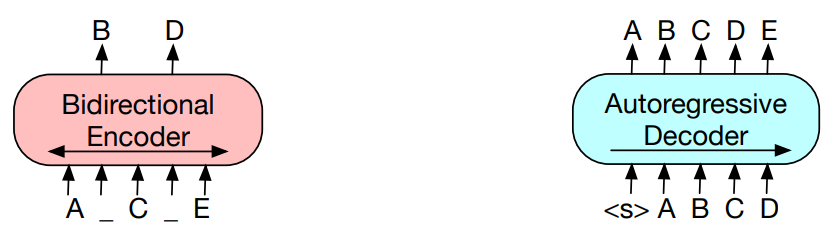 B D
Bidirectional
Encoder
A _ C _ E
A B C D E
Autoregressive
Decoder
<s> A B C D